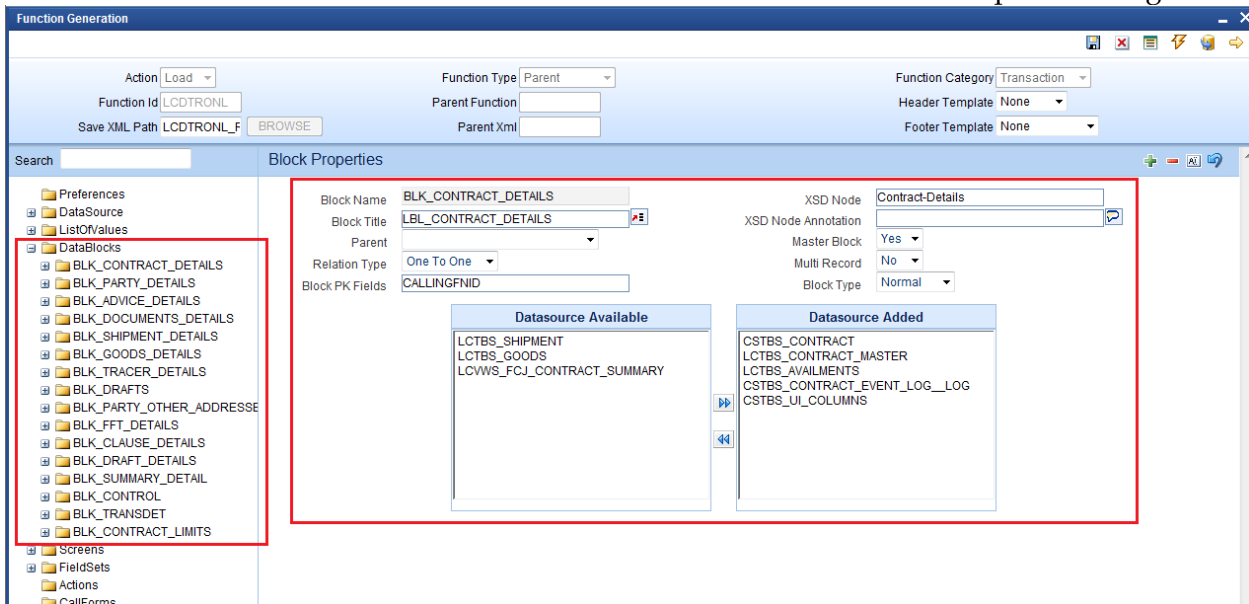 Function Generation
Action Load Function Type Parent Function Category Transaction
Function Id LCDTRONL Parent Function Header Template None
Save XML Path LCDTRONL_F BROWSE Parent Xml Footer Template None
Search Block Properties
Preferences
DataSource
ListOfValues
DataBlocks
BLK_CONTRACT_DETAILS
BLK_PARTY_DETAILS
BLK_ADVICE_DETAILS
BLK_DOCUMENTS_DETAILS
BLK_SHIPMENT_DETAILS
BLK_GOODS_DETAILS
BLK_TRACER_DETAILS
BLK_DRAFTS
BLK_PARTY_OTHER_ADDRESSE
BLK_FFT_DETAILS
BLK_CLAUSE_DETAILS
BLK_DRAFT_DETAILS
BLK_SUMMARY_DETAIL
BLK_CONTROL
BLK_TRANSDET
BLK_CONTRACT_LIMITS
Screens
FieldSets
Actions
CallForms
Block Name BLK_CONTRACT_DETAILS XSD Node Contract-Details
Block Title LBL_CONTRACT_DETAILS XSD Node Annotation
Parent Master Block Yes
Relation Type One To One Multi Record No
Block PK Fields CALLINGFNID Block Type Normal
Datasource Available
LCTBS_SHIPMENT
LCTBS_GOODS
LCVWS_FCJ_CONTRACT_SUMMARY
Datasource Added
CSTBS_CONTRACT
LCTBS_CONTRACT_MASTER
LCTBS_AVAILMENTS
CSTBS_CONTRACT_EVENT_LOG__LOG
CSTBS_UI_COLUMNS